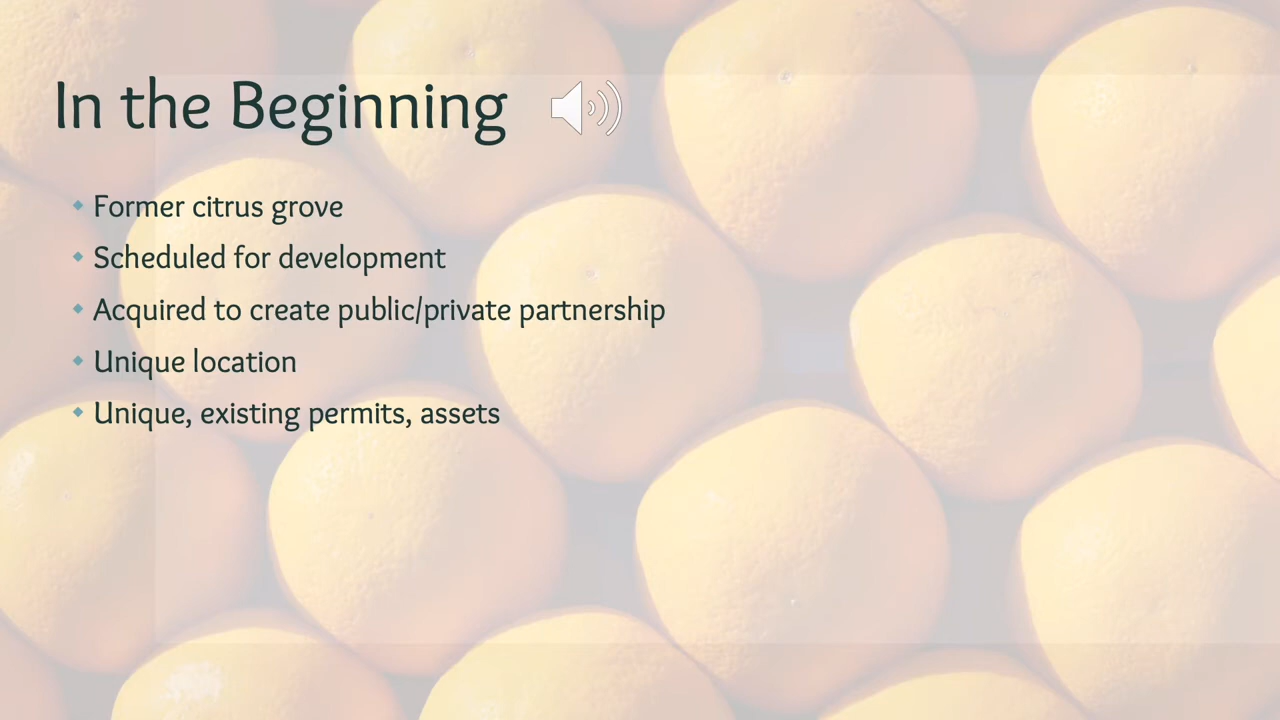 In the Beginning
Former citrus grove
Scheduled for development
Acquired to create public/private partnership
Unique location
Unique, existing permits, assets